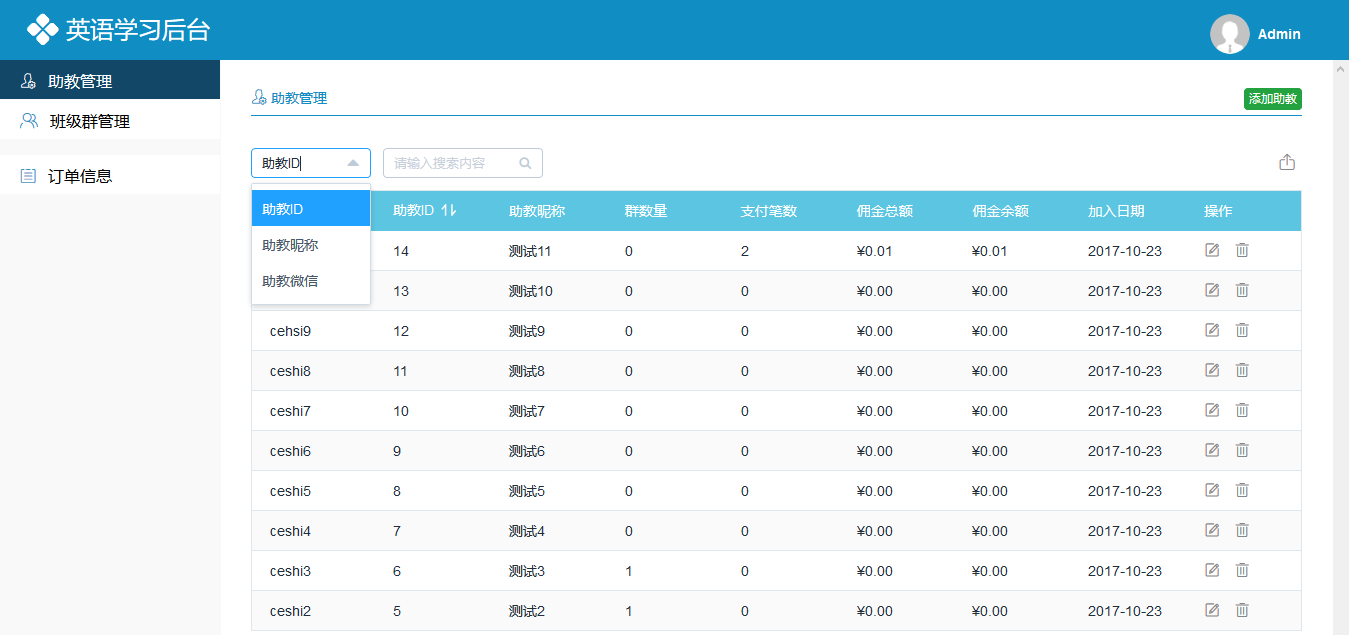 英语学习后台
Admin
助教管理
班级群管理
订单信息
助教管理
添加助教
助教ID
请输入搜索内容
助教ID
助教昵称
助教微信
助教ID 助教昵称 群数量 支付笔数 佣金总额 佣金余额 加入日期 操作
14 测试11 0 2 ¥0.01 ¥0.01 2017-10-23
13 测试10 0 0 ¥0.00 ¥0.00 2017-10-23
cehsi9 12 测试9 0 0 ¥0.00 ¥0.00 2017-10-23
ceshi8 11 测试8 0 0 ¥0.00 ¥0.00 2017-10-23
ceshi7 10 测试7 0 0 ¥0.00 ¥0.00 2017-10-23
ceshi6 9 测试6 0 0 ¥0.00 ¥0.00 2017-10-23
ceshi5 8 测试5 0 0 ¥0.00 ¥0.00 2017-10-23
ceshi4 7 测试4 0 0 ¥0.00 ¥0.00 2017-10-23
ceshi3 6 测试3 1 0 ¥0.00 ¥0.00 2017-10-23
ceshi2 5 测试2 1 0 ¥0.00 ¥0.00 2017-10-23